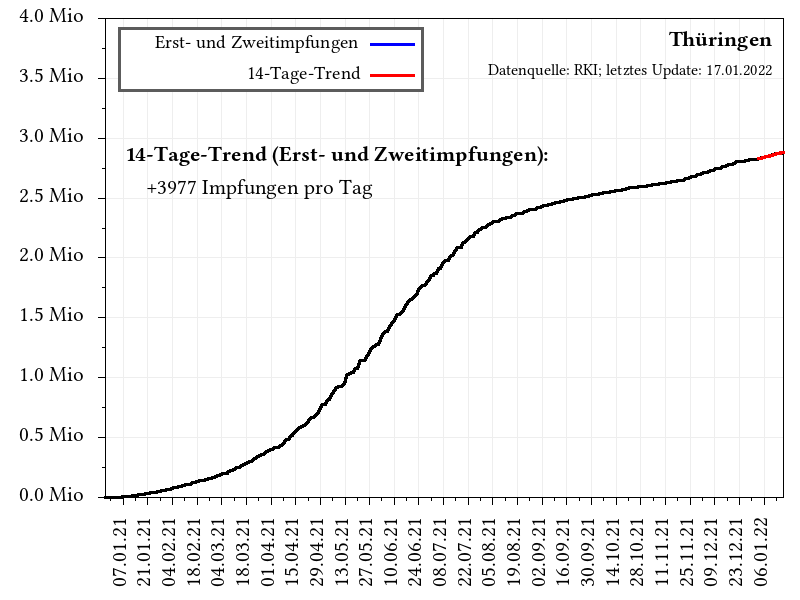 4.0 Mio
3.5 Mio
3.0 Mio
2.5 Mio
2.0 Mio
1.5 Mio
1.0 Mio
0.5 Mio
0.0 Mio
Erst- und Zweitimpfungen
14-Tage-Trend
Thüringen
Datenquelle: RKI; letztes Update: 17.01.2022
14-Tage-Trend (Erst- und Zweitimpfungen):
+3977 Impfungen pro Tag
07.01.21
21.01.21
04.02.21
18.02.21
04.03.21
18.03.21
01.04.21
15.04.21
29.04.21
13.05.21
27.05.21
10.06.21
24.06.21
08.07.21
22.07.21
05.08.21
19.08.21
02.09.21
16.09.21
30.09.21
14.10.21
28.10.21
11.11.21
25.11.21
09.12.21
23.12.21
06.01.22